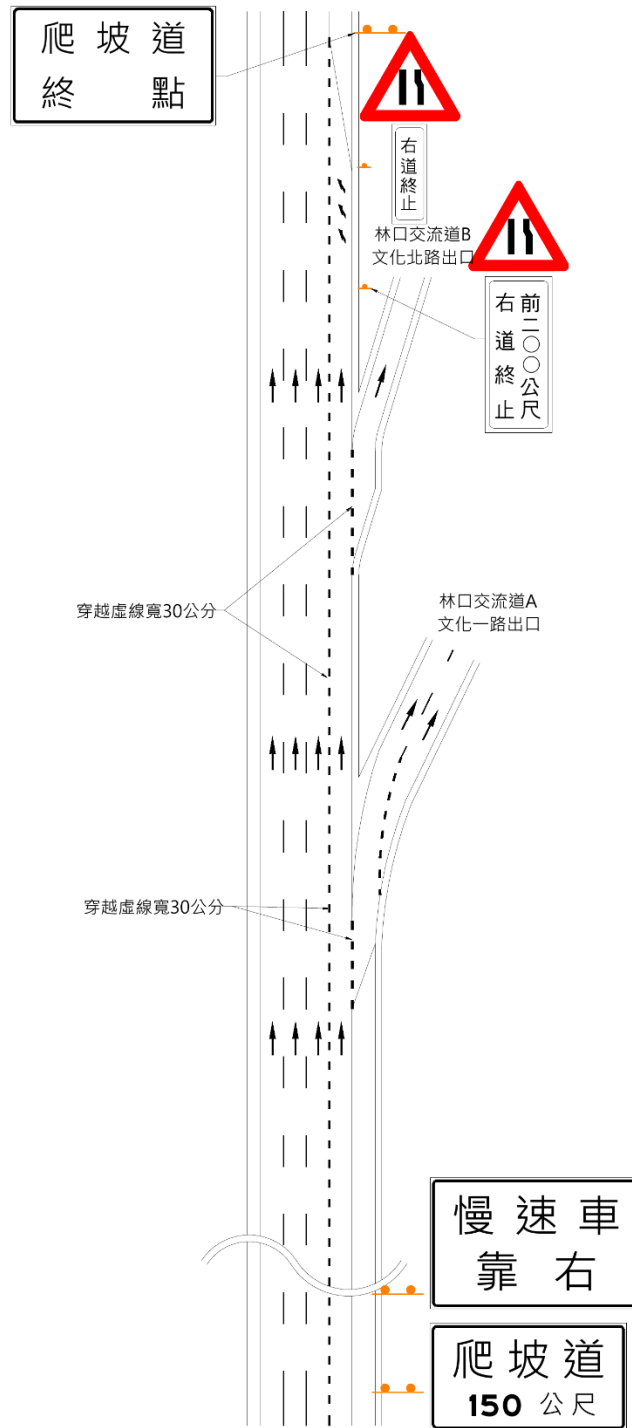 爬坡道
終點
右道終止
林口交流道B
文化北路出口
前二〇〇公尺
右道終止
穿越虛線寬30公分
林口交流道A
文化一路出口
穿越虛線寬30公分
慢速車
靠右
爬坡道
150 公尺